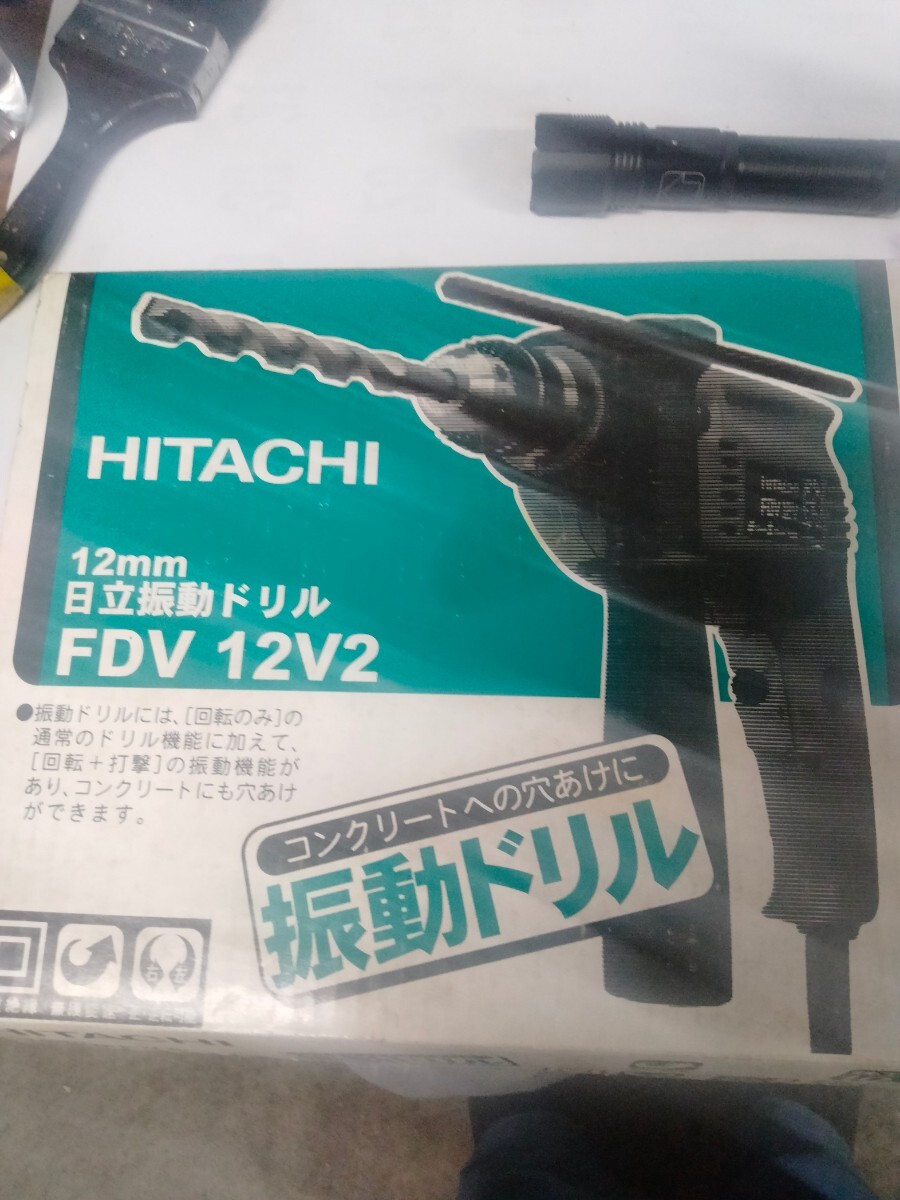 HITACHI
12mm
日立振動ドリル
FDV 12V2
●振動ドリルには、[回転のみ]の
通常のドリル機能に加えて、
[回転＋打撃]の振動機能が
あり、コンクリートにも穴あけ
ができます。
コンクリートへの穴あけに
振動ドリル
右 左
HITACHI